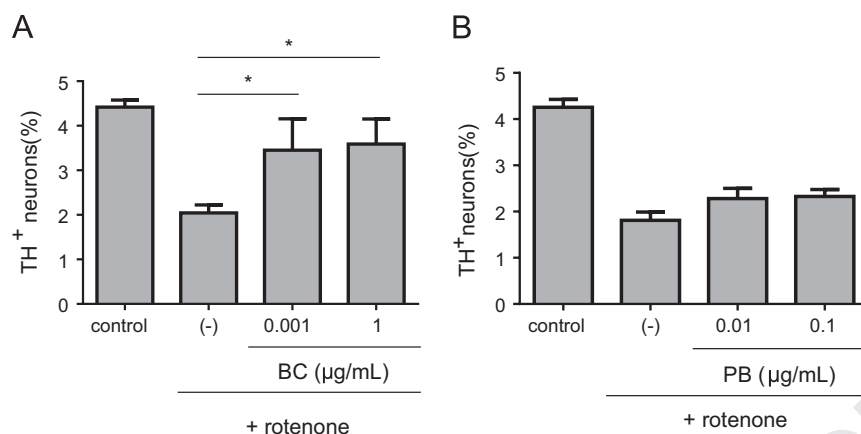 A
B
*
*
TH+ neurons(%)
5
4
3
2
1
0
control
(-)
0.001
1
BC (µg/mL)
+ rotenone
TH+neurons(%)
5
4
3
2
1
0
control
(-)
0.01
0.1
PB (µg/mL)
+ rotenone